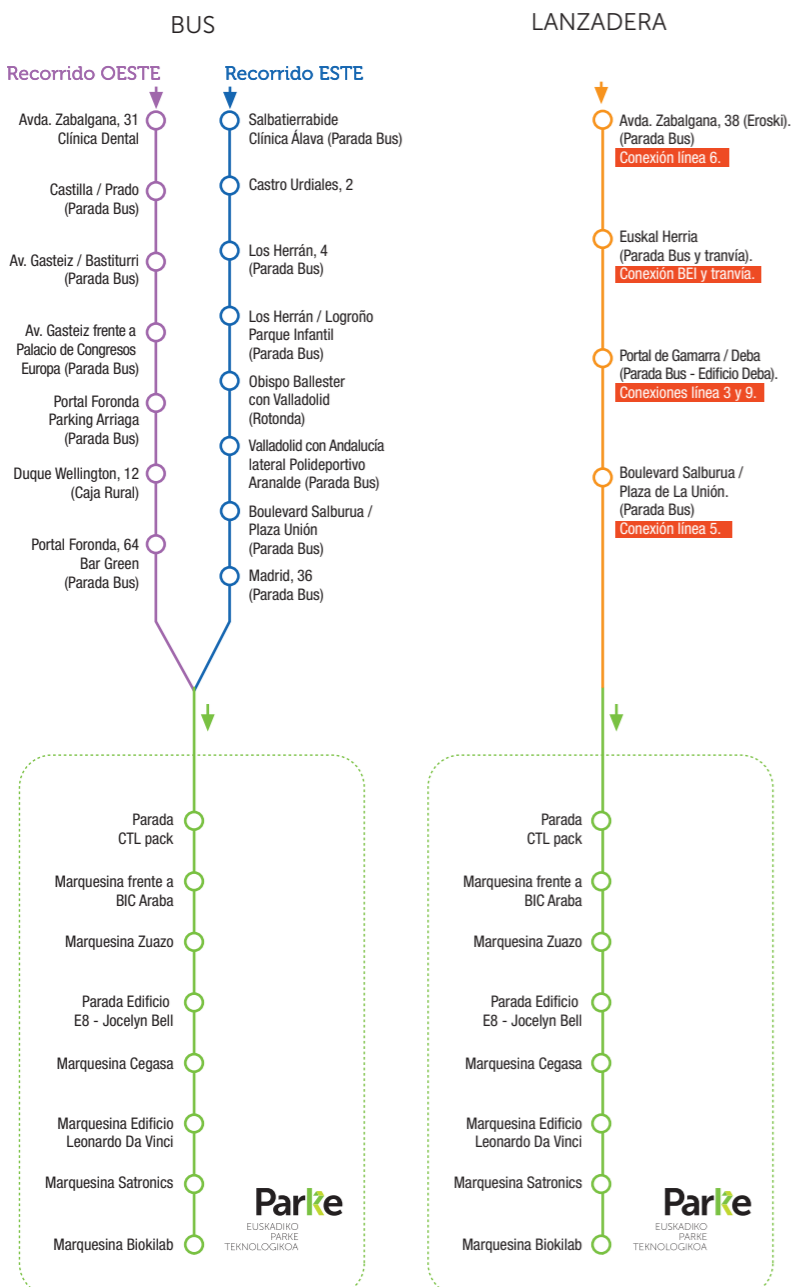 BUS
Recorrido OESTE
Avda. Zabalgana, 31
Clínica Dental
Castilla / Prado
(Parada Bus)
Av. Gasteiz / Bastiturri
(Parada Bus)
Av. Gasteiz frente a
Palacio de Congresos
Europa (Parada Bus)
Portal Foronda
Parking Arriaga
(Parada Bus)
Duque Wellington, 12
(Caja Rural)
Portal Foronda, 64
Bar Green
(Parada Bus)
Recorrido ESTE
Salbatierrabide
Clínica Álava (Parada Bus)
Castro Urdiales, 2
Los Herrán, 4
(Parada Bus)
Los Herrán / Logroño
Parque Infantil
(Parada Bus)
Obispo Ballester
con Valladolid
(Rotonda)
Valladolid con Andalucía
lateral Polideportivo
Aranalde (Parada Bus)
Boulevard Salburua /
Plaza Unión
(Parada Bus)
Madrid, 36
(Parada Bus)
Parada
CTL pack
Marquesina frente a
BIC Araba
Marquesina Zuazo
Parada Edificio
E8 - Jocelyn Bell
Marquesina Cegasa
Marquesina Edificio
Leonardo Da Vinci
Marquesina Satronics
Marquesina Biokilab
Parke
EUSKADIKO
PARKE
TEKNOLOGIKOA
LANZADERA
Avda. Zabalgana, 38 (Eroski).
(Parada Bus)
Conexión línea 6.
Euskal Herria
(Parada Bus y tranvía).
Conexión BEI y tranvía.
Portal de Gamarra / Deba
(Parada Bus - Edificio Deba).
Conexiones línea 3 y 9.
Boulevard Salburua /
Plaza de La Unión.
(Parada Bus)
Conexión línea 5.
Parada
CTL pack
Marquesina frente a
BIC Araba
Marquesina Zuazo
Parada Edificio
E8 - Jocelyn Bell
Marquesina Cegasa
Marquesina Edificio
Leonardo Da Vinci
Marquesina Satronics
Marquesina Biokilab
Parke
EUSKADIKO
PARKE
TEKNOLOGIKOA